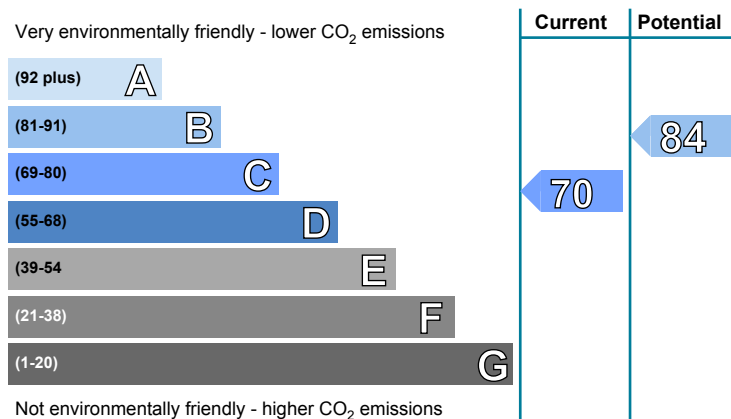 Very environmentally friendly - lower CO₂ emissions
Current
Potential
(92 plus) A
(81-91) B
(69-80) C
(55-68) D
(39-54 E
(21-38) F
(1-20) G
84
70
Not environmentally friendly - higher CO₂ emissions